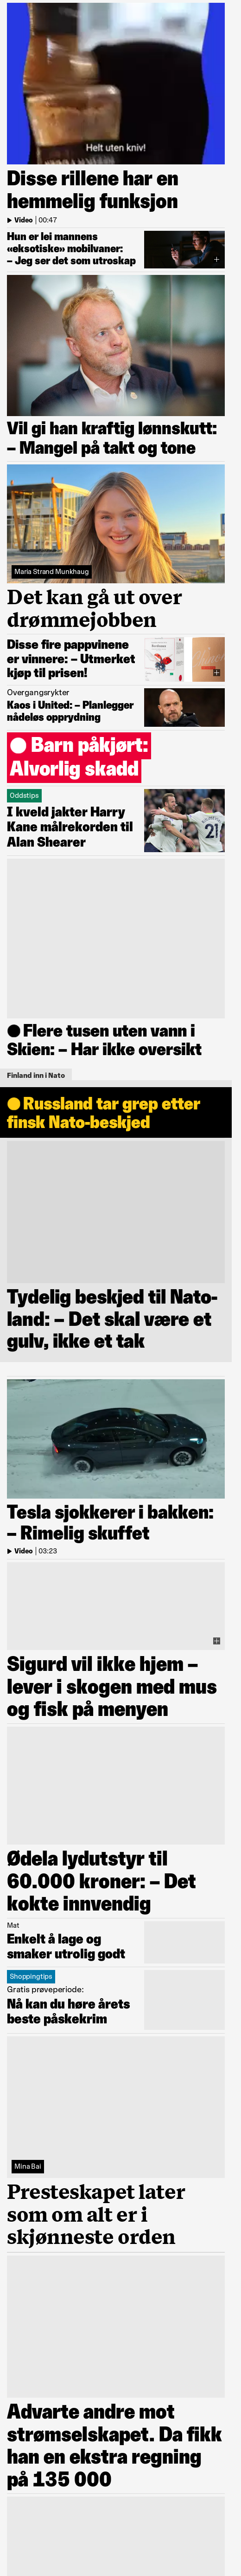 Helt uten kniv!
Disse rillene har en
hemmelig funksjon
Video | 00:47
Hun er lei mannens
«eksotiske» mobilvaner:
– Jeg ser det som utroskap
Vil gi han kraftig lønnskutt:
– Mangel på takt og tone
Maria Strand Munkhaug
Det kan gå ut over
drømmejobben
Disse fire pappvinene
er vinnere: – Utmerket
kjøp til prisen!
Overgangsrykter
Kaos i United: – Planlegger
nådeløs opprydning
Barn påkjørt:
Alvorlig skadd
Oddstips
I kveld jakter Harry
Kane målrekorden til
Alan Shearer
21
Flere tusen uten vann i
Skien: – Har ikke oversikt
Finland inn i Nato
Russland tar grep etter
finsk Nato-beskjed
Tydelig beskjed til Nato-
land: – Det skal være et
gulv, ikke et tak
Tesla sjokkerer i bakken:
– Rimelig skuffet
Video | 03:23
Sigurd vil ikke hjem –
lever i skogen med mus
og fisk på menyen
Ødela lydutstyr til
60.000 kroner: – Det
kokte innvendig
Mat
Enkelt å lage og
smaker utrolig godt
Shoppingtips
Gratis prøveperiode:
Nå kan du høre årets
beste påskekrim
Mina Bai
Presteskapet later
som om alt er i
skjønneste orden
Advarte andre mot
strømselskapet. Da fikk
han en ekstra regning
på 135 000